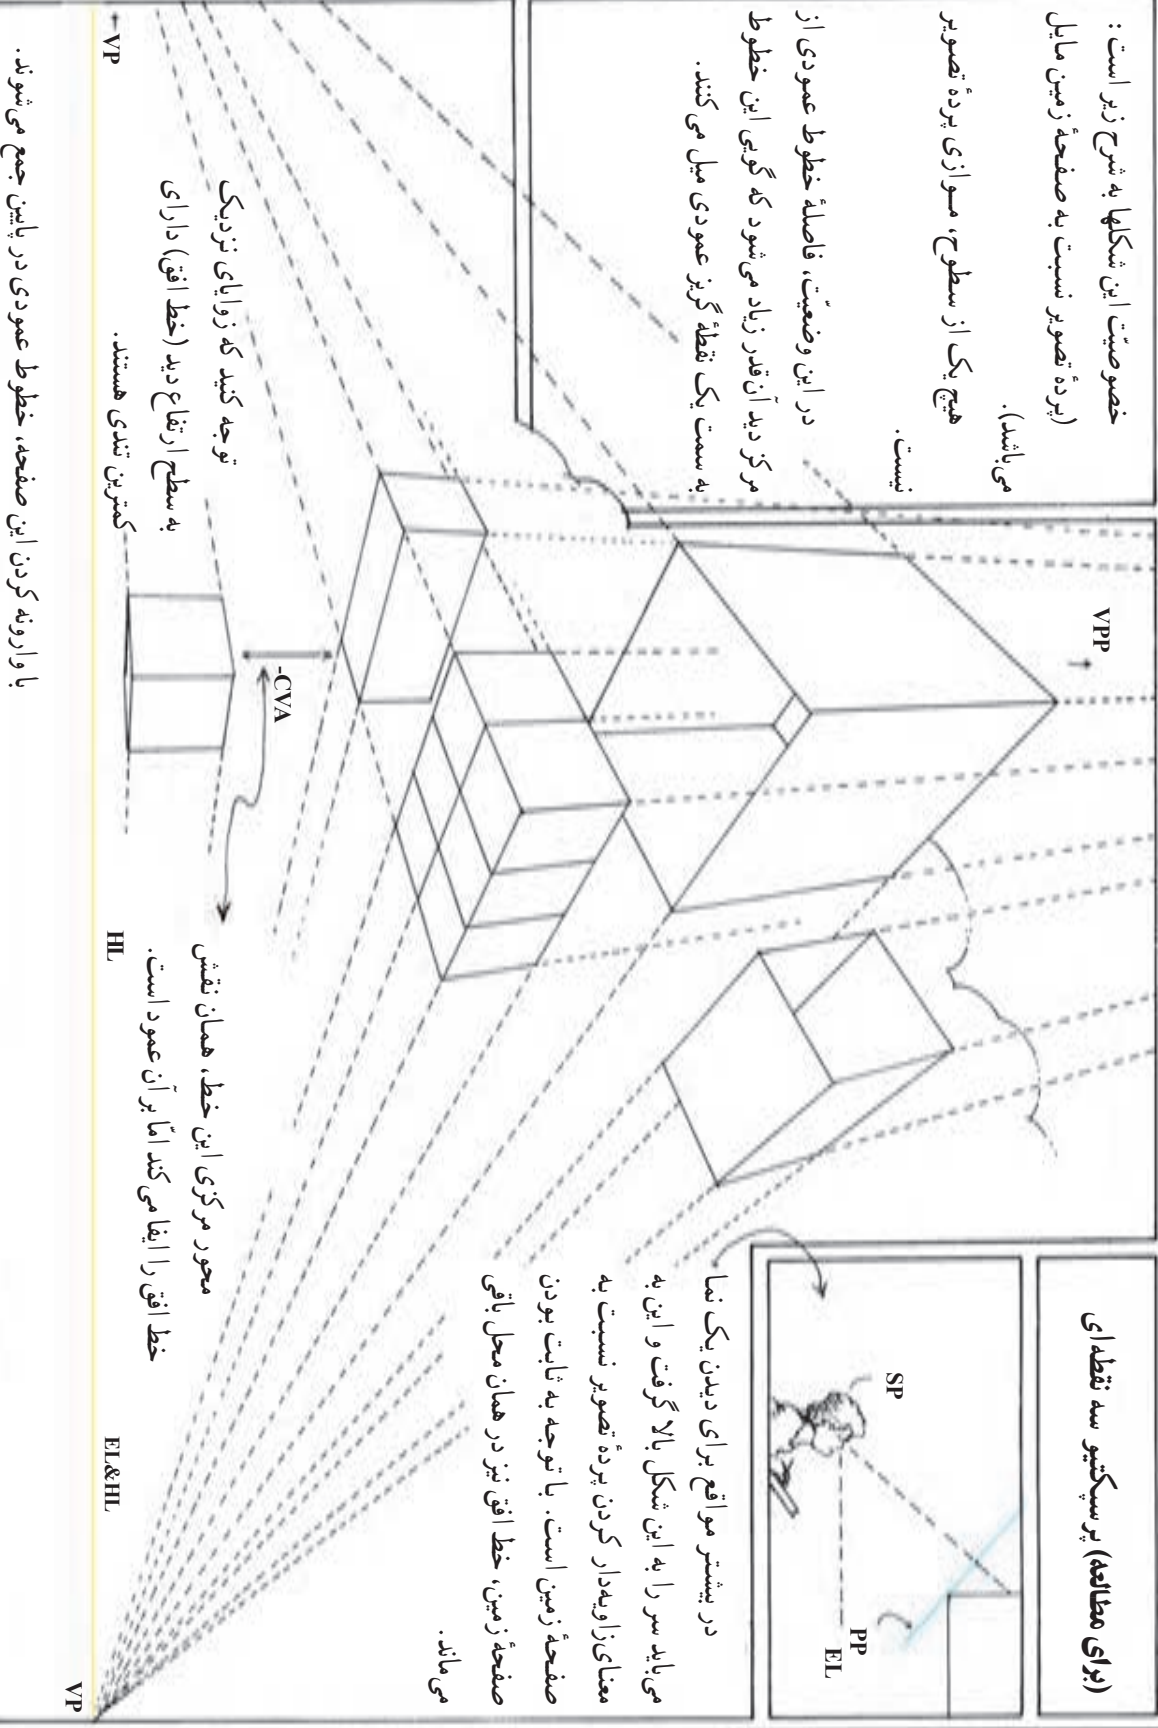 (برای مطالعه) پرسپکتیو سه نقطه‌ای
SP
PP
EL
در بیشتر مواقع برای دیدن یک نما
می‌باید سر را به این شکل بالا گرفت و این به
معنای زاویه‌دار کردن پردهٔ تصویر نسبت به
صفحهٔ زمین است. با توجه به ثابت بودن
صفحهٔ زمین، خط افق نیز در همان محل باقی
می‌ماند.
خصوصیّت این شکلها به شرح زیر است:
(پردهٔ تصویر نسبت به صفحهٔ زمین مایل
می‌باشد).
هیچ یک از سطوح، موازی پردهٔ تصویر
نیست.
در این وضعیّت، فاصلهٔ خطوط عمودی از
مرکز دید آن‌قدر زیاد می‌شود که گویی این خطوط
به سمت یک نقطهٔ گریز عمودی میل می‌کنند.
VPP
توجه کنید که زوایای نزدیک
به سطح ارتفاع دید (خط افق) دارای
کمترین تندی هستند.
-CVA
محور مرکزی این خط، همان نقش
خط افق را ایفا می‌کند امّا بر آن عمود است.
←VP
HL
EL&HL
VP
با وارونه کردن این صفحه، خطوط عمودی در پایین جمع می‌شوند.